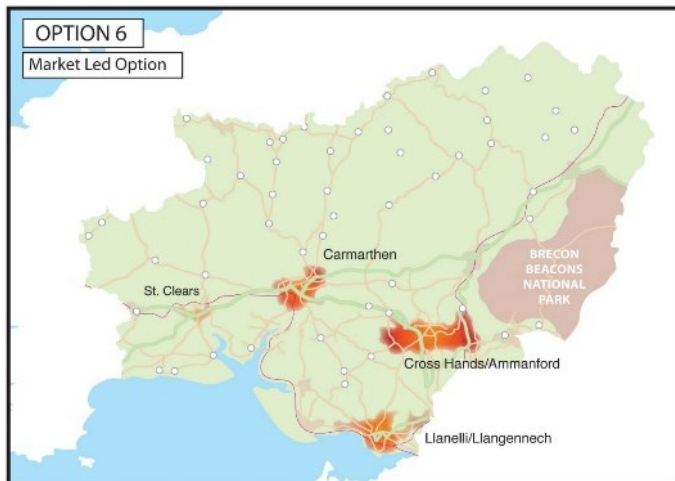 OPTION 6
Market Led Option
Carmarthen
BRECON
BEACONS
NATIONAL
PARK
St. Clears
Cross Hands/Ammanford
Llanelli/Llangennech